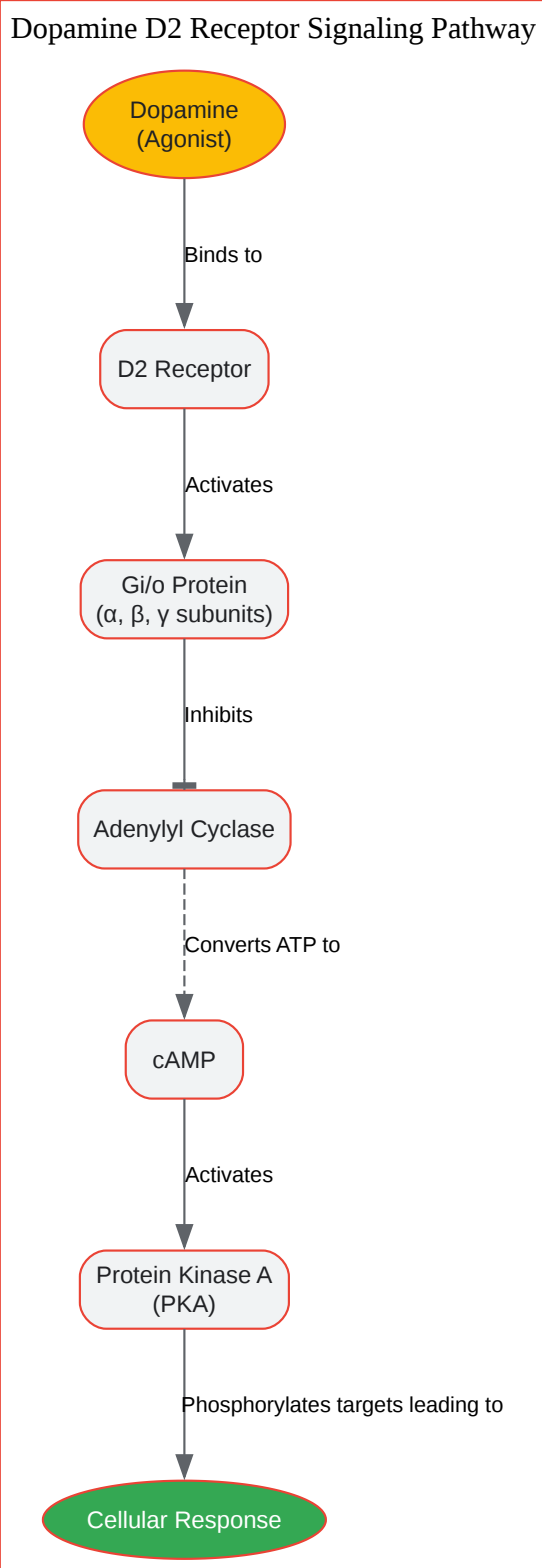 Dopamine D2 Receptor Signaling Pathway
Dopamine
(Agonist)
Binds to
D2 Receptor
Activates
Gi/o Protein
(α, β, γ subunits)
Inhibits
Adenylyl Cyclase
Converts ATP to
cAMP
Activates
Protein Kinase A
(PKA)
Phosphorylates targets leading to
Cellular Response